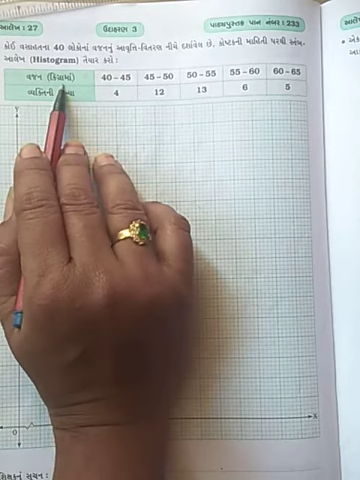 આલેખ : 27 ઉદાહરણ 3 પાઠ્યપુસ્તક પાન નંબર : 233
કોઈ વસાહતના 40 લોકોનાં વજનનું આવૃત્તિ-વિતરણ નીચે દર્શાવેલ છે. કોષ્ટકની માહિતી પરથી સ્તંભ-
આલેખ (Histogram) તૈયાર કરો :
વજન (કિગ્રામાં) 40 – 45 45 – 50 50 – 55 55 – 60 60 – 65
વ્યક્તિની 4 12 13 6 5
Y
X
O
શિક્ષકનું સૂચન :